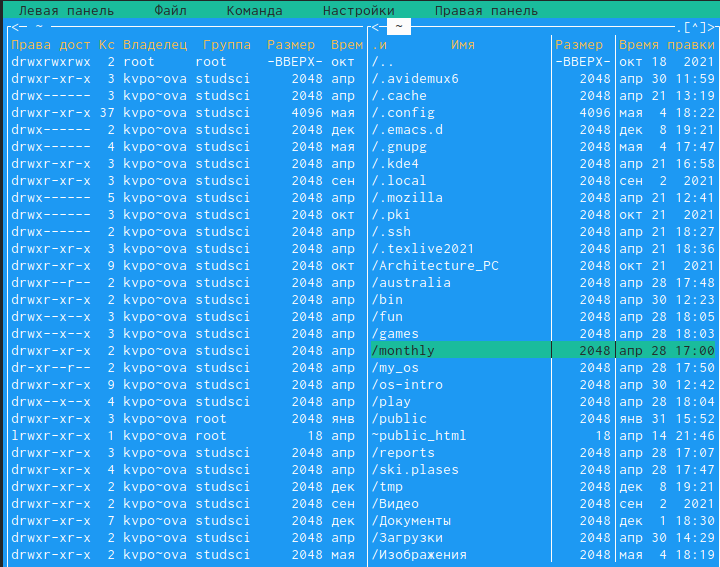 Левая панель Файл Команда Настройки Правая панель
<— ~ <— ~ .[^]>
Права дост Кс Владелец Группа Размер Врем .и Имя Размер Время правки
drwxrwxrwx 2 root root -ВВЕРХ- окт /.. -ВВЕРХ- окт 18 2021
drwxr-xr-x 3 kvpo~ova studsci 2048 апр /.avidemux6 2048 апр 30 11:59
drwx------ 3 kvpo~ova studsci 2048 апр /.cache 2048 апр 21 13:19
drwxr-xr-x 37 kvpo~ova studsci 4096 мая /.config 4096 мая 4 18:22
drwx------ 2 kvpo~ova studsci 2048 дек /.emacs.d 2048 дек 8 19:21
drwx------ 4 kvpo~ova studsci 2048 мая /.gnupg 2048 мая 4 17:47
drwxr-xr-x 3 kvpo~ova studsci 2048 апр /.kde4 2048 апр 21 16:58
drwxr-xr-x 3 kvpo~ova studsci 2048 сен /.local 2048 сен 2 2021
drwx------ 5 kvpo~ova studsci 2048 апр /.mozilla 2048 апр 21 12:41
drwx------ 3 kvpo~ova studsci 2048 окт /.pki 2048 окт 21 2021
drwx------ 2 kvpo~ova studsci 2048 апр /.ssh 2048 апр 21 18:27
drwxr-xr-x 3 kvpo~ova studsci 2048 апр /.texlive2021 2048 апр 21 18:36
drwxr-xr-x 9 kvpo~ova studsci 2048 окт /Architecture_PC 2048 окт 21 2021
drwxr--r-- 2 kvpo~ova studsci 2048 апр /australia 2048 апр 28 17:48
drwxr-xr-x 2 kvpo~ova studsci 2048 апр /bin 2048 апр 30 12:23
drwx--x--x 3 kvpo~ova studsci 2048 апр /fun 2048 апр 28 18:05
drwx--x--x 3 kvpo~ova studsci 2048 апр /games 2048 апр 28 18:03
drwxr-xr-x 2 kvpo~ova studsci 2048 апр /monthly 2048 апр 28 17:00
dr-xr--r-- 2 kvpo~ova studsci 2048 апр /my_os 2048 апр 28 17:50
drwxr-xr-x 9 kvpo~ova studsci 2048 апр /os-intro 2048 апр 30 12:42
drwx--x--x 4 kvpo~ova studsci 2048 апр /play 2048 апр 28 18:04
drwxr-xr-x 3 kvpo~ova root 2048 янв /public 2048 янв 31 15:52
lrwxr-xr-x 1 kvpo~ova root 18 апр ~public_html 18 апр 14 21:46
drwxr-xr-x 3 kvpo~ova studsci 2048 апр /reports 2048 апр 28 17:07
drwxr-xr-x 4 kvpo~ova studsci 2048 апр /ski.plases 2048 апр 28 17:47
drwxr-xr-x 2 kvpo~ova studsci 2048 дек /tmp 2048 дек 8 19:21
drwxr-xr-x 2 kvpo~ova studsci 2048 сен /Видео 2048 сен 2 2021
drwxr-xr-x 7 kvpo~ova studsci 2048 дек /Документы 2048 дек 1 18:30
drwxr-xr-x 2 kvpo~ova studsci 2048 апр /Загрузки 2048 апр 30 14:29
drwxr-xr-x 2 kvpo~ova studsci 2048 мая /Изображения 2048 мая 4 18:19